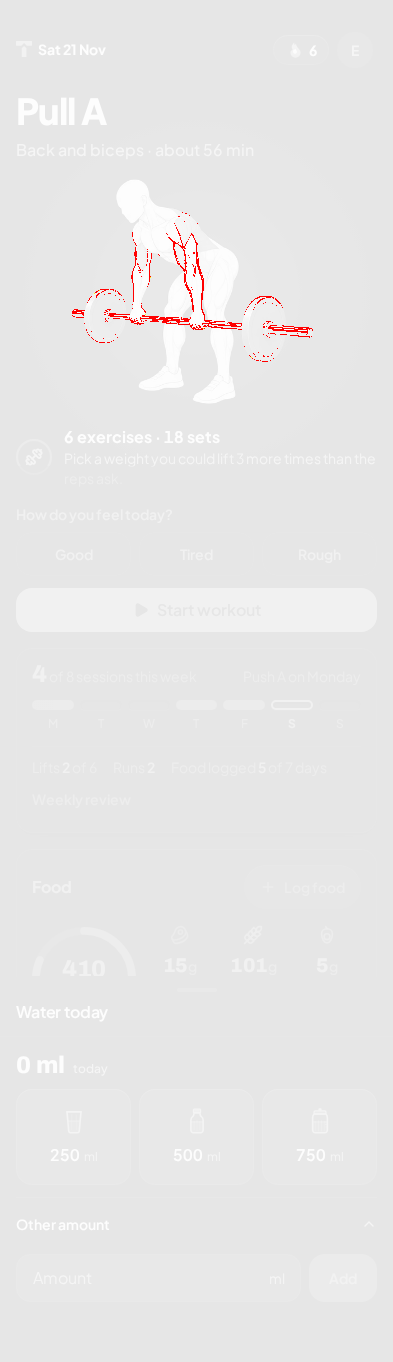 Sat 21 Nov
6
E
Pull A
Back and biceps · about 56 min
6 exercises · 18 sets
Pick a weight you could lift 3 more times than the
reps ask.
How do you feel today?
Good Tired Rough
Start workout
4 of 8 sessions this week Push A on Monday
M T W T F S S
Lifts 2 of 6 Runs 2 Food logged 5 of 7 days
Weekly review
Food
+ Log food
410 15g 101g 5g
Water today
0 ml today
250 ml 500 ml 750 ml
Other amount
Amount ml Add